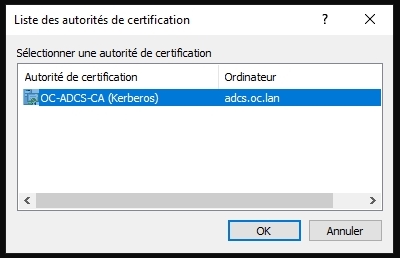 Liste des autorités de certification
Sélectionner une autorité de certification
Autorité de certification Ordinateur
OC-ADCS-CA (Kerberos) adcs.oc.lan
OK Annuler